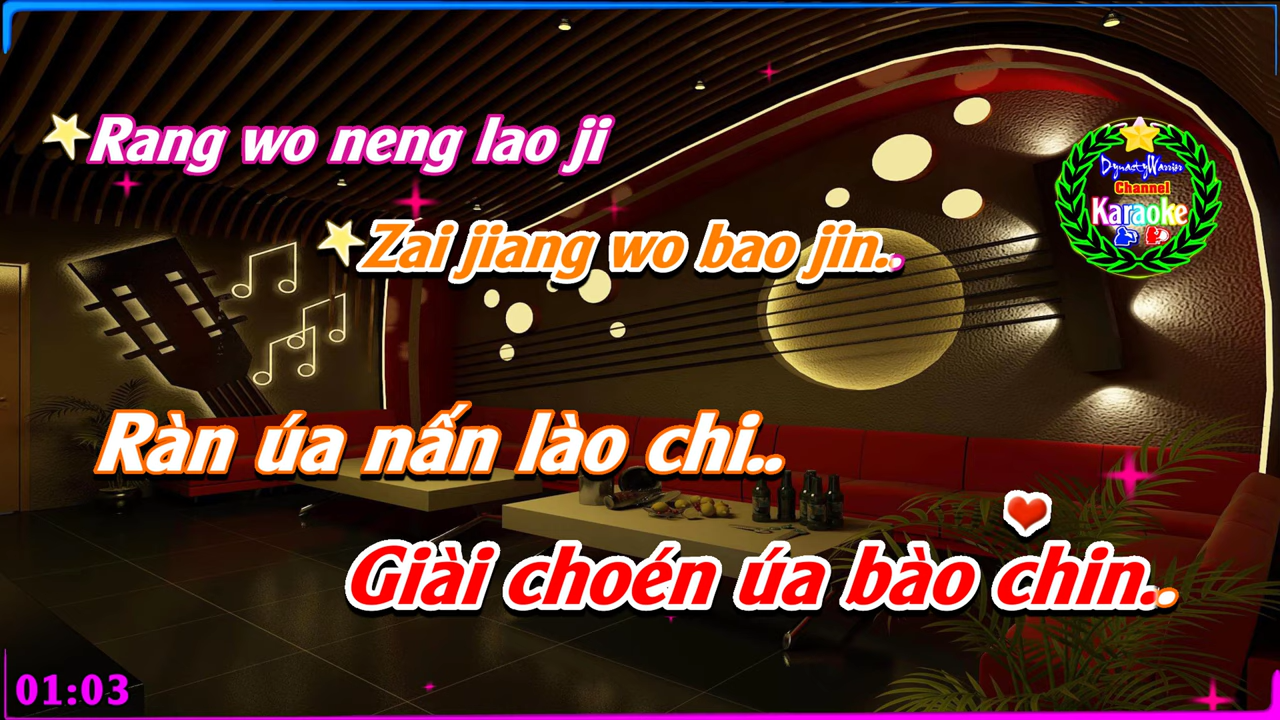 Rang wo neng lao ji
Zai jiang wo bao jin..
DynastyWarrior
Channel
Karaoke
Ràn úa nấn lào chi..
Giài choén úa bào chin..
01:03